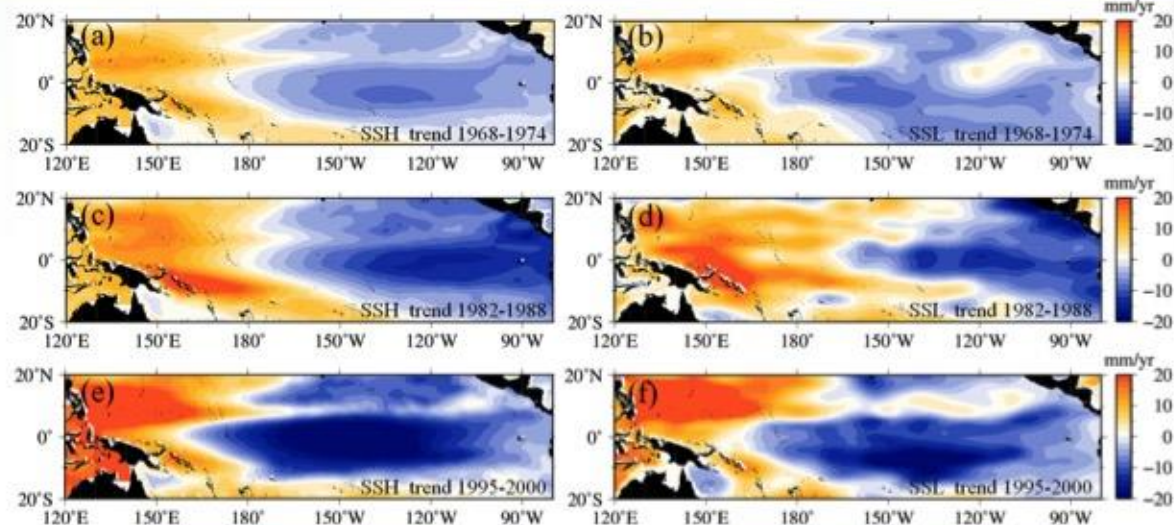 mm/yr
20°N (a) (b) 20°N 20
10
0° 0° 0
−10
20°S SSH trend 1968-1974 20°S SSL trend 1968-1974 −20
120°E 150°E 180° 150°W 120°W 90°W 120°E 150°E 180° 150°W 120°W 90°W
mm/yr
20°N (c) 20°N (d) 20
10
0° 0° 0
−10
20°S SSH trend 1982-1988 20°S SSL trend 1982-1988 −20
120°E 150°E 180° 150°W 120°W 90°W 120°E 150°E 180° 150°W 120°W 90°W
mm/yr
20°N (e) 20°N (f) 20
10
0° 0° 0
−10
20°S SSH trend 1995-2000 20°S SSL trend 1995-2000 −20
120°E 150°E 180° 150°W 120°W 90°W 120°E 150°E 180° 150°W 120°W 90°W